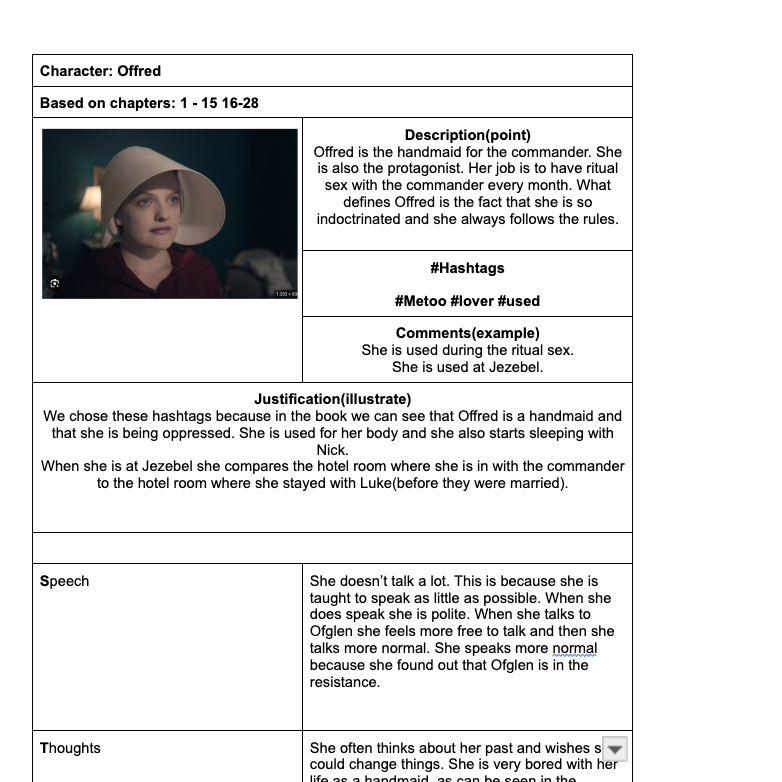 Character: Offred
Based on chapters: 1 - 15 16-28
Description(point)
Offred is the handmaid for the commander. She
is also the protagonist. Her job is to have ritual
sex with the commander every month. What
defines Offred is the fact that she is so
indoctrinated and she always follows the rules.
#Hashtags
#Metoo #lover #used
Comments(example)
She is used during the ritual sex.
She is used at Jezebel.
Justification(illustrate)
We chose these hashtags because in the book we can see that Offred is a handmaid and
that she is being oppressed. She is used for her body and she also starts sleeping with
Nick.
When she is at Jezebel she compares the hotel room where she is in with the commander
to the hotel room where she stayed with Luke(before they were married).
Speech
She doesn’t talk a lot. This is because she is
taught to speak as little as possible. When she
does speak she is polite. When she talks to
Ofglen she feels more free to talk and then she
talks more normal. She speaks more normal
because she found out that Ofglen is in the
resistance.
Thoughts
She often thinks about her past and wishes
could change things. She is very bored with her
life as a handmaid, as can be seen in the